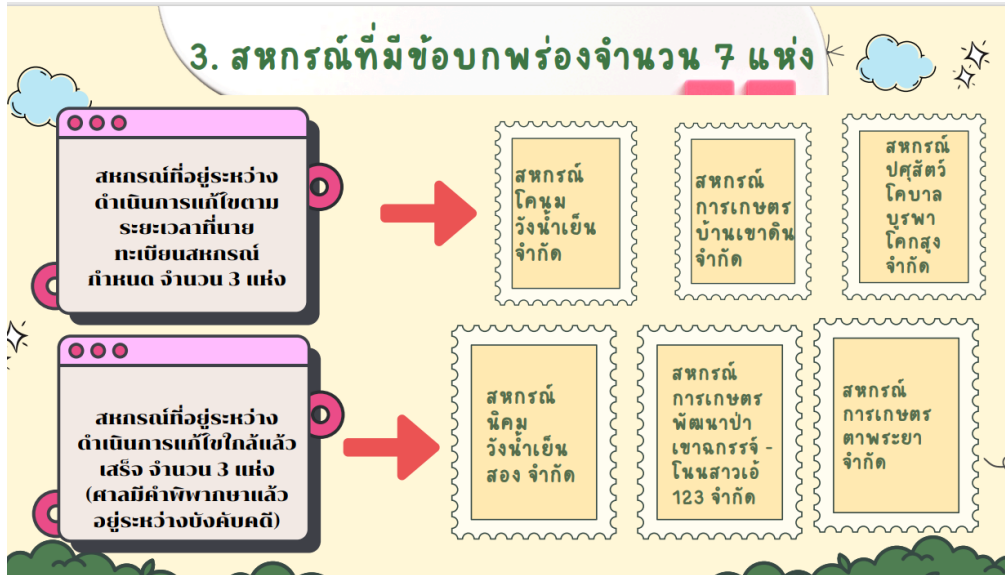 3. สหกรณ์ที่มีข้อบกพร่องจำนวน 7 แห่ง
สหกรณ์ที่อยู่ระหว่าง
ดำเนินการแก้ไขตาม
ระยะเวลาที่นาย
ทะเบียนสหกรณ์
กำหนด จำนวน 3 แห่ง
สหกรณ์
โคนม
วังน้ำเย็น
จำกัด
สหกรณ์
การเกษตร
บ้านเขาดิน
จำกัด
สหกรณ์
ปศุสัตว์
โคบาล
บูรพา
โคกสูง
จำกัด
สหกรณ์ที่อยู่ระหว่าง
ดำเนินการแก้ไขใกล้แล้ว
เสร็จ จำนวน 3 แห่ง
(ศาลมีคำพิพากษาแล้ว
อยู่ระหว่างบังคับคดี)
สหกรณ์
นิคม
วังน้ำเย็น
สอง จำกัด
สหกรณ์
การเกษตร
พัฒนาป่า
เขาฉกรรจ์ -
โนนสาวเอ้
123 จำกัด
สหกรณ์
การเกษตร
ตาพระยา
จำกัด